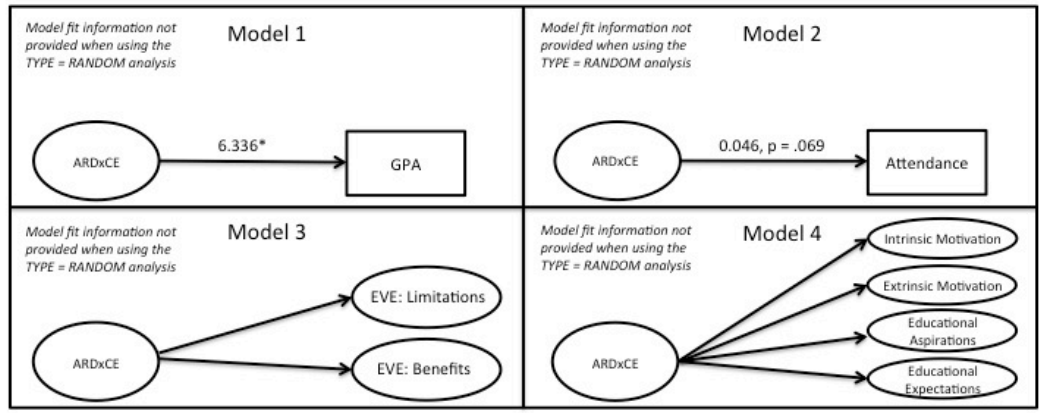 Model fit information not
provided when using the
TYPE = RANDOM analysis
Model 1
ARDxCE
6.336*
GPA
Model fit information not
provided when using the
TYPE = RANDOM analysis
Model 2
ARDxCE
0.046, p = .069
Attendance
Model fit information not
provided when using the
TYPE = RANDOM analysis
Model 3
ARDxCE
EVE: Limitations
EVE: Benefits
Model fit information not
provided when using the
TYPE = RANDOM analysis
Model 4
ARDxCE
Intrinsic Motivation
Extrinsic Motivation
Educational
Aspirations
Educational
Expectations